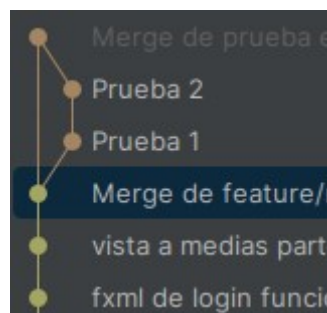 Merge de prueba e
Prueba 2
Prueba 1
Merge de feature/
vista a medias part
fxml de login funci